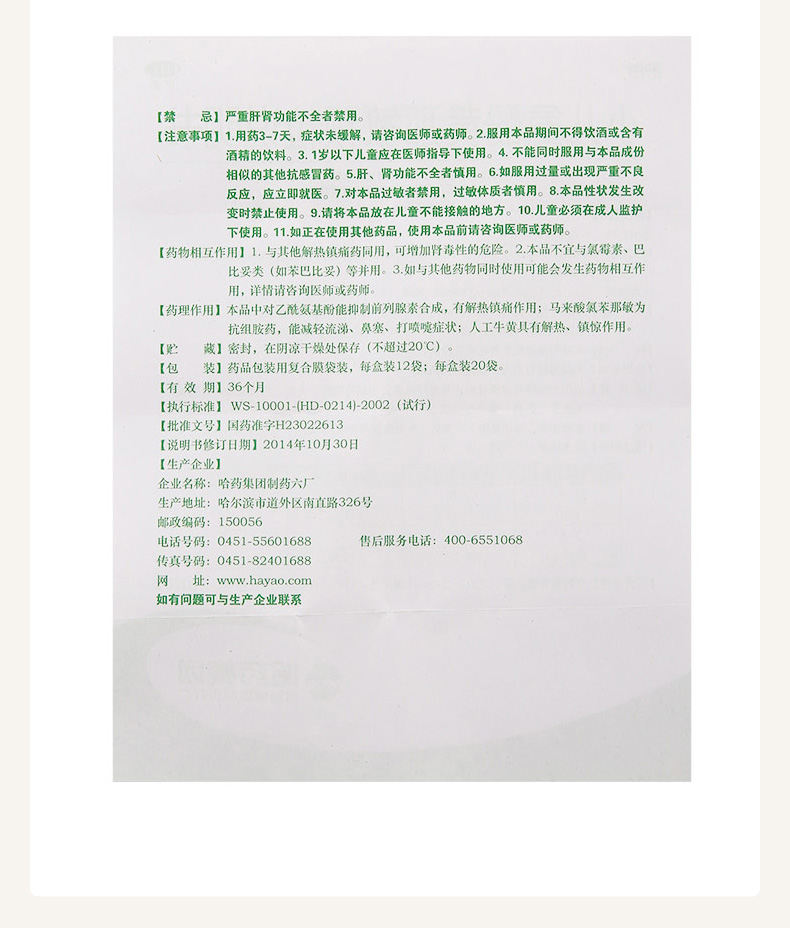 【禁　　忌】严重肝肾功能不全者禁用。
【注意事项】1.用药3-7天，症状未缓解，请咨询医师或药师。2.服用本品期间不得饮酒或含有
酒精的饮料。3. 1岁以下儿童应在医师指导下使用。4. 不能同时服用与本品成份
相似的其他抗感冒药。5.肝、肾功能不全者慎用。6.如服用过量或出现严重不良
反应，应立即就医。7.对本品过敏者禁用，过敏体质者慎用。8.本品性状发生改
变时禁止使用。9.请将本品放在儿童不能接触的地方。10.儿童必须在成人监护
下使用。11.如正在使用其他药品，使用本品前请咨询医师或药师。
【药物相互作用】1. 与其他解热镇痛药同用，可增加肾毒性的危险。2.本品不宜与氯霉素、巴
比妥类（如苯巴比妥）等并用。3.如与其他药物同时使用可能会发生药物相互作
用，详情请咨询医师或药师。
【药理作用】本品中对乙酰氨基酚能抑制前列腺素合成，有解热镇痛作用；马来酸氯苯那敏为
抗组胺药，能减轻流涕、鼻塞、打喷嚏症状；人工牛黄具有解热、镇惊作用。
【贮　　藏】密封，在阴凉干燥处保存（不超过20℃）。
【包　　装】药品包装用复合膜袋装，每盒装12袋；每盒装20袋。
【有 效 期】36个月
【执行标准】 WS-10001-(HD-0214)-2002（试行）
【批准文号】国药准字H23022613
【说明书修订日期】2014年10月30日
【生产企业】
企业名称：哈药集团制药六厂
生产地址：哈尔滨市道外区南直路326号
邮政编码：150056
电话号码：0451-55601688　　　售后服务电话：400-6551068
传真号码：0451-82401688
网　　址：www.hayao.com
如有问题可与生产企业联系